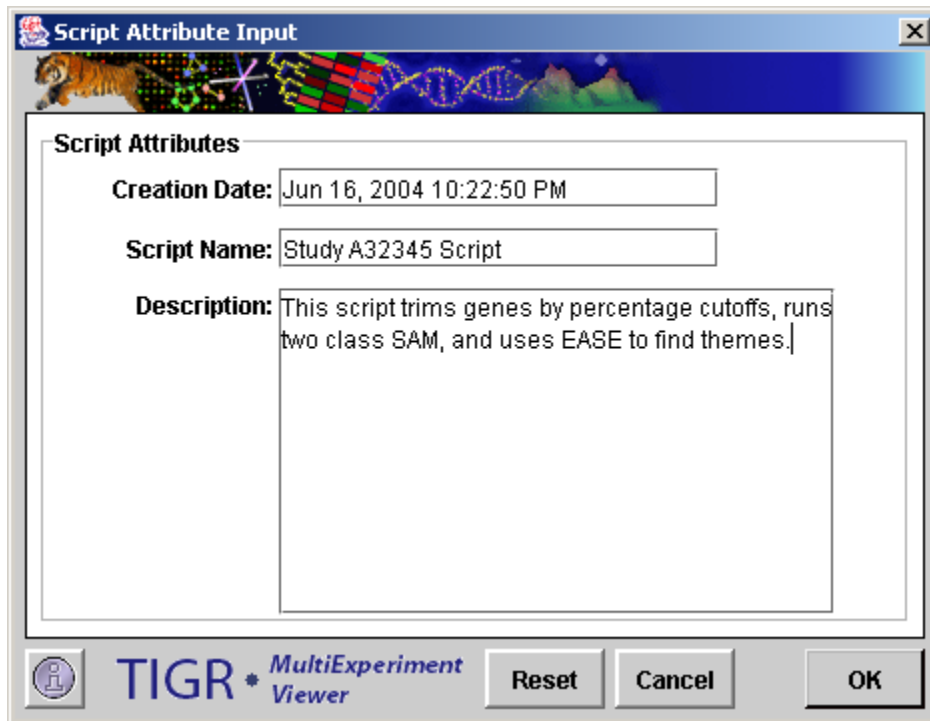 Script Attribute Input
Script Attributes
Creation Date: Jun 16, 2004 10:22:50 PM
Script Name: Study A32345 Script
Description: This script trims genes by percentage cutoffs, runs
two class SAM, and uses EASE to find themes.
TIGR MultiExperiment
Viewer
Reset Cancel OK